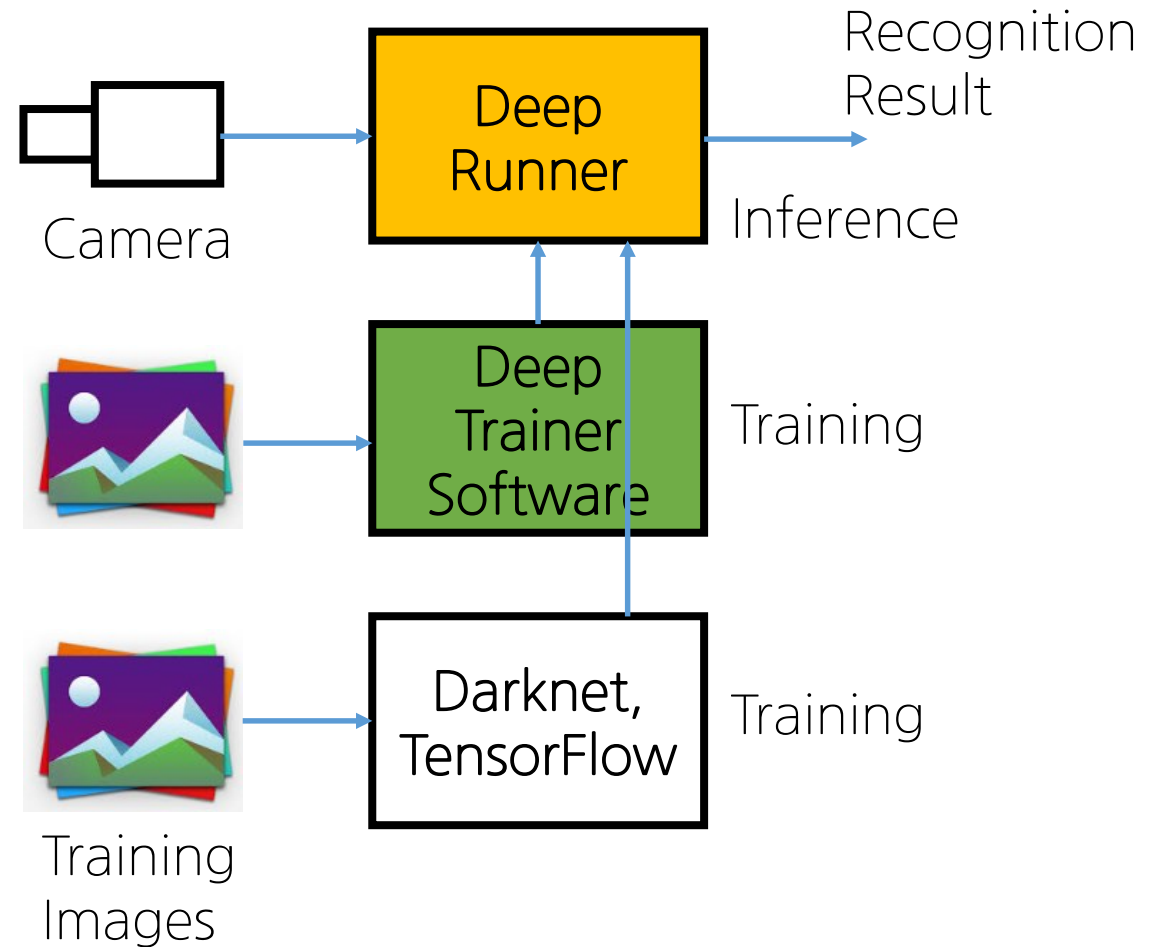 Recognition
Result
Deep
Runner
Camera
Inference
Deep
Trainer
Software
Training
Darknet,
TensorFlow
Training
Training
Images